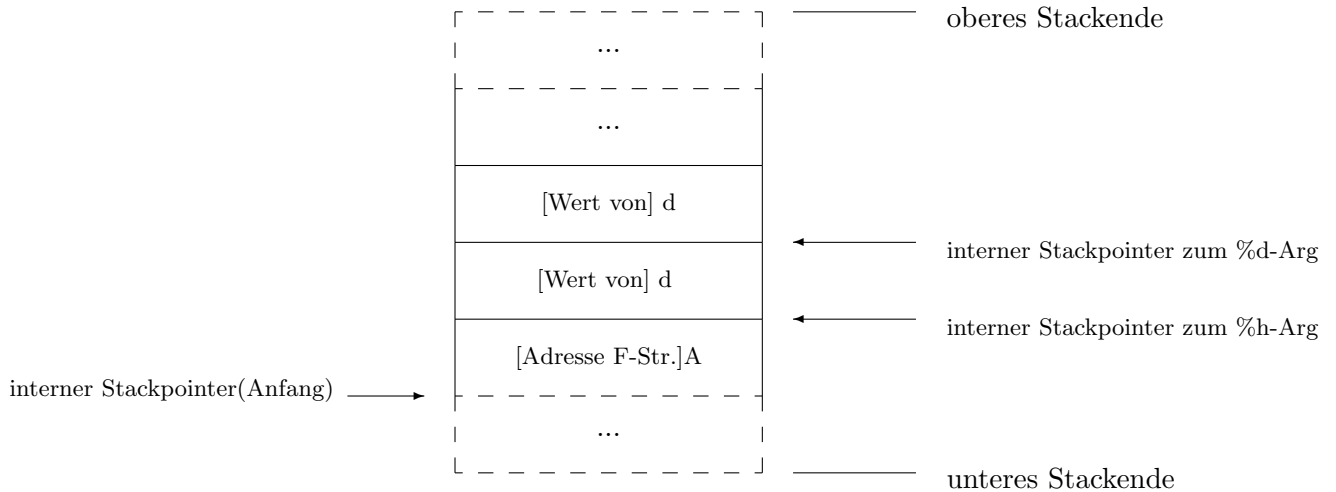 oberes Stackende
...
...
[Wert von] d
interner Stackpointer zum %d-Arg
[Wert von] d
interner Stackpointer zum %h-Arg
[Adresse F-Str.]A
interner Stackpointer(Anfang)
...
unteres Stackende